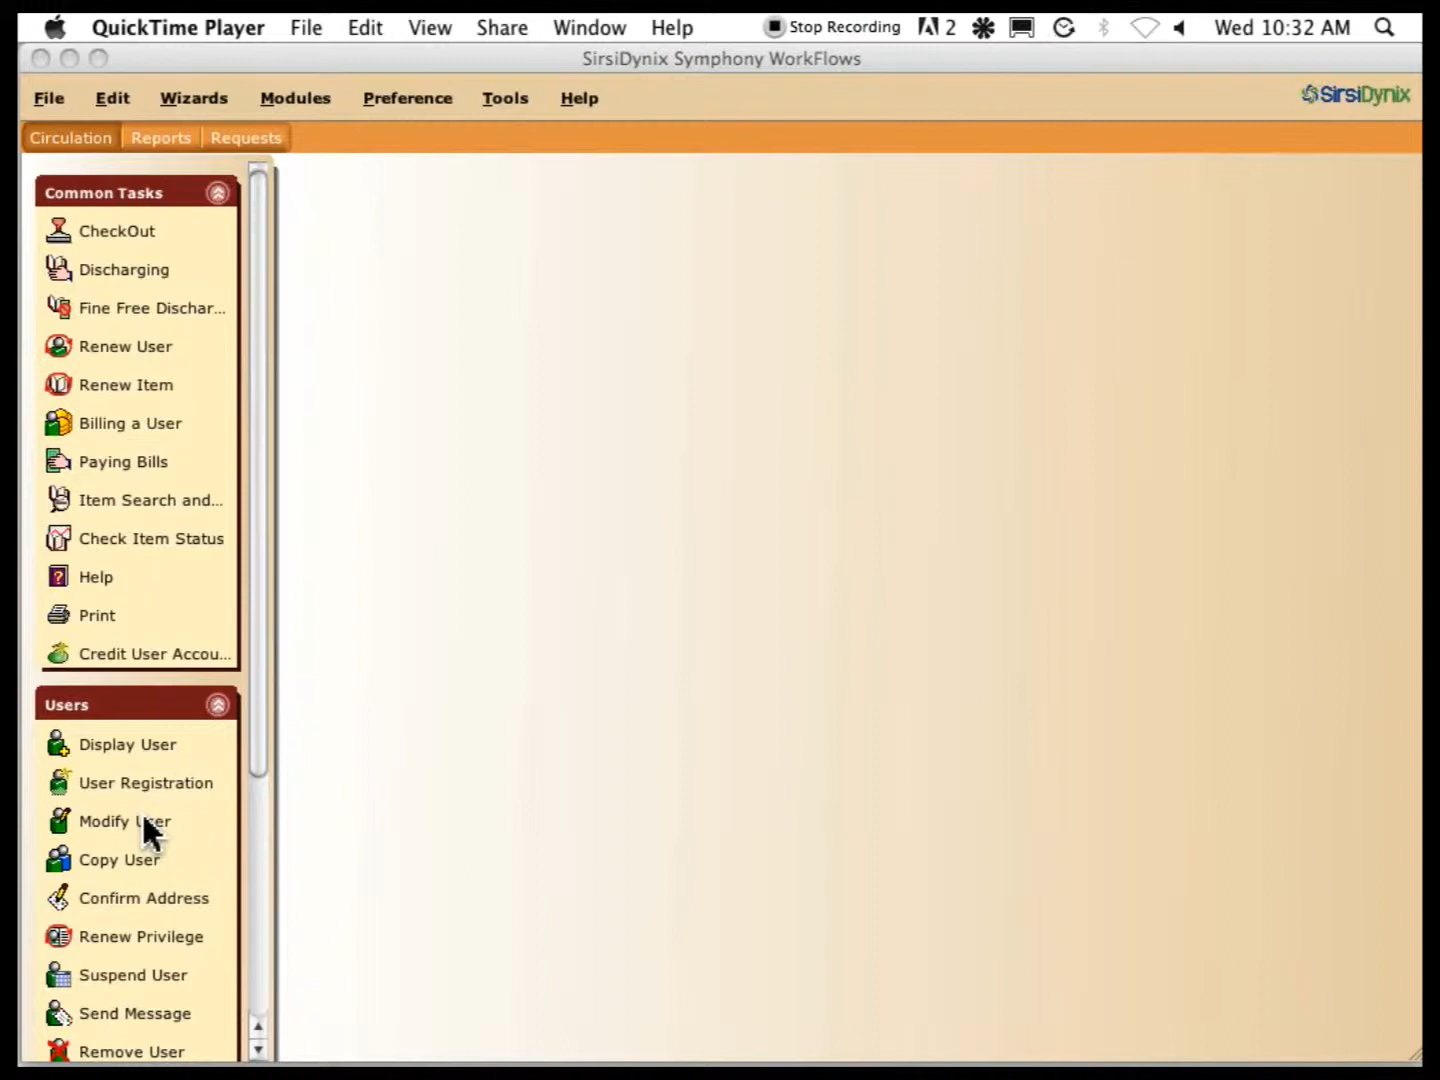 QuickTime Player File Edit View Share Window Help Stop Recording 2 Wed 10:32 AM
SirsiDynix Symphony WorkFlows
File Edit Wizards Modules Preference Tools Help SirsiDynix
Circulation Reports Requests
Common Tasks
CheckOut
Discharging
Fine Free Dischar...
Renew User
Renew Item
Billing a User
Paying Bills
Item Search and...
Check Item Status
Help
Print
Credit User Accou...
Users
Display User
User Registration
Modify User
Copy User
Confirm Address
Renew Privilege
Suspend User
Send Message
Remove User